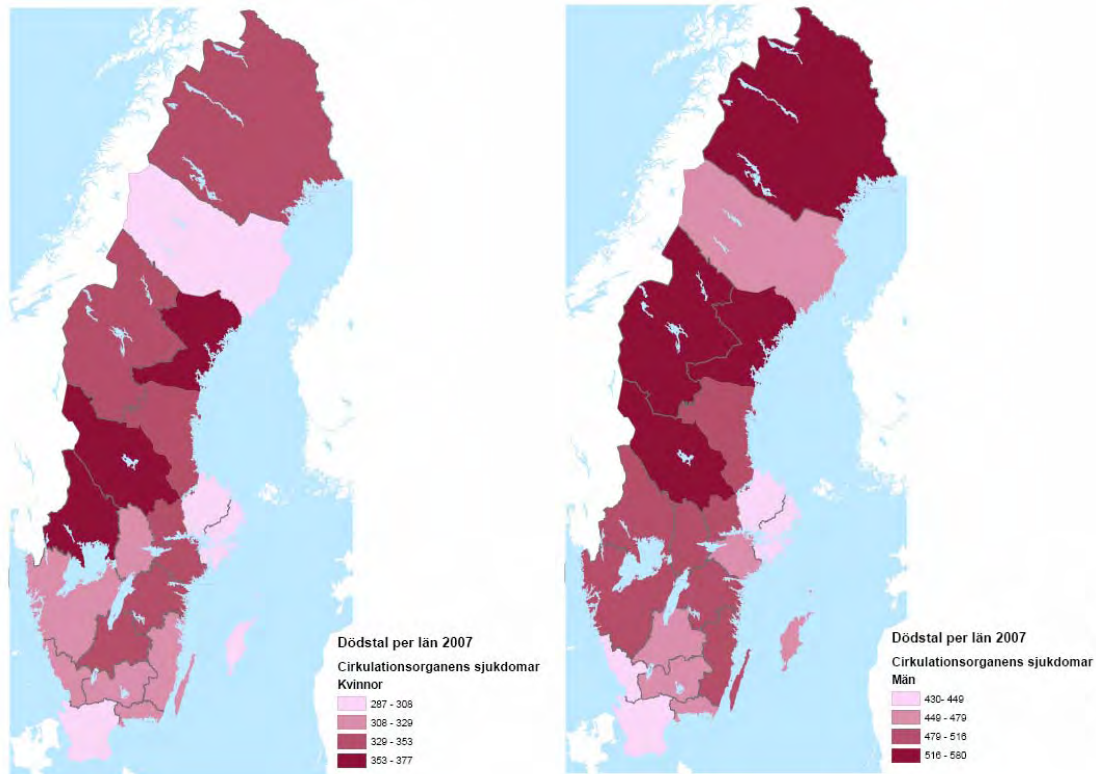 Dödstal per län 2007
Cirkulationsorganens sjukdomar
Kvinnor
287 - 308
308 - 329
329 - 353
353 - 377
Dödstal per län 2007
Cirkulationsorganens sjukdomar
Män
430- 449
449 - 479
479 - 516
516 - 580